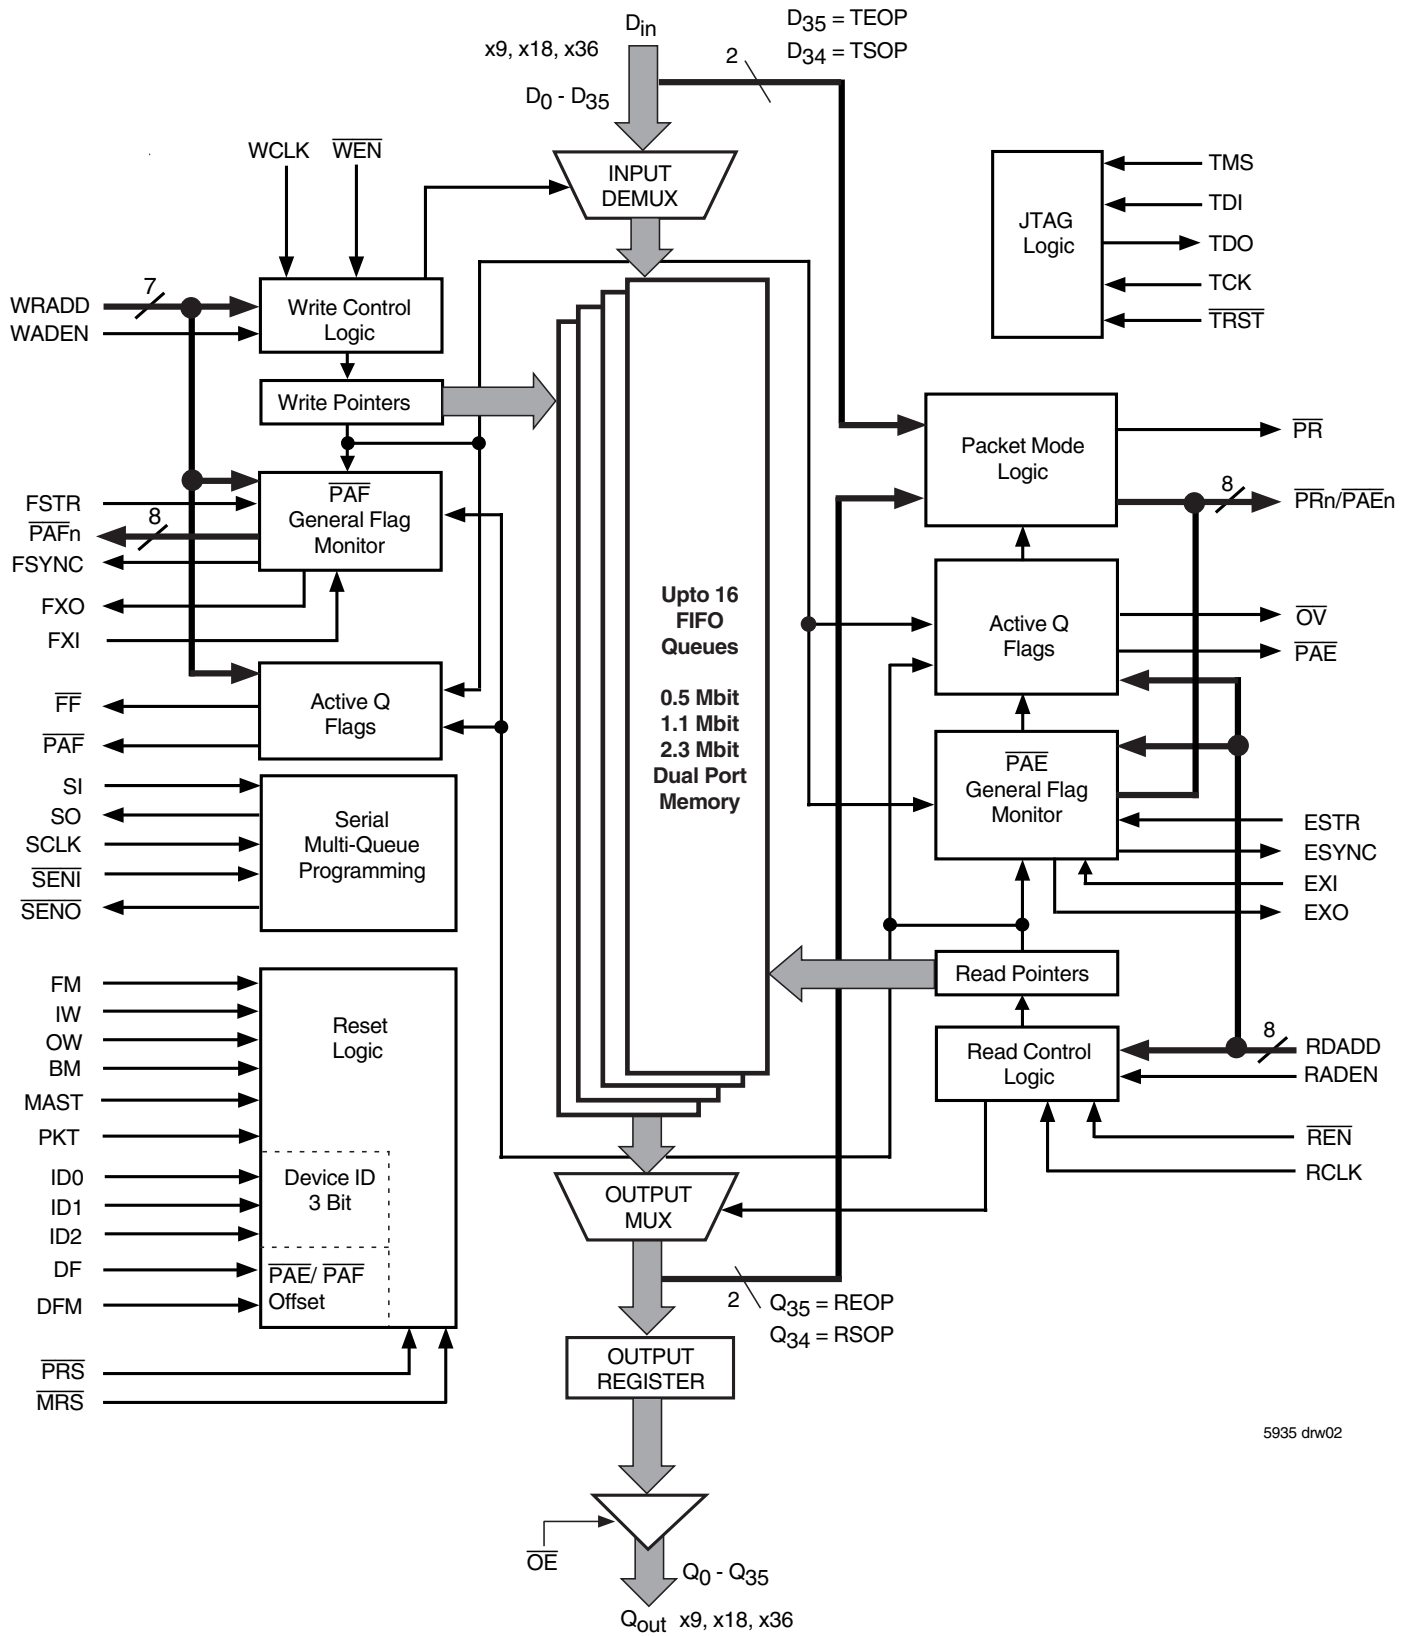 Din
D35 = TEOP
x9, x18, x36
2
D34 = TSOP
D0 - D35
WCLK
WEN
INPUT
DEMUX
JTAG
Logic
TMS
TDI
TDO
TCK
TRST
7
WRADD
WADEN
Write Control
Logic
Write Pointers
PAF
General Flag
Monitor
FSTR
8
PAFn
FSYNC
FXO
FXI
Active Q
Flags
FF
PAF
SI
SO
SCLK
SENI
SENO
Serial
Multi-Queue
Programming
Upto 16
FIFO
Queues
0.5 Mbit
1.1 Mbit
2.3 Mbit
Dual Port
Memory
Packet Mode
Logic
PR
8
PRn/PAEn
Active Q
Flags
OV
PAE
PAE
General Flag
Monitor
ESTR
ESYNC
EXI
EXO
Read Pointers
Read Control
Logic
8
RDADD
RADEN
REN
RCLK
FM
IW
OW
BM
MAST
PKT
ID0
ID1
ID2
DF
DFM
Reset
Logic
Device ID
3 Bit
PAE/ PAF
Offset
PRS
MRS
OUTPUT
MUX
2
Q35 = REOP
Q34 = RSOP
OUTPUT
REGISTER
OE
Q0 - Q35
Qout x9, x18, x36
5935 drw02